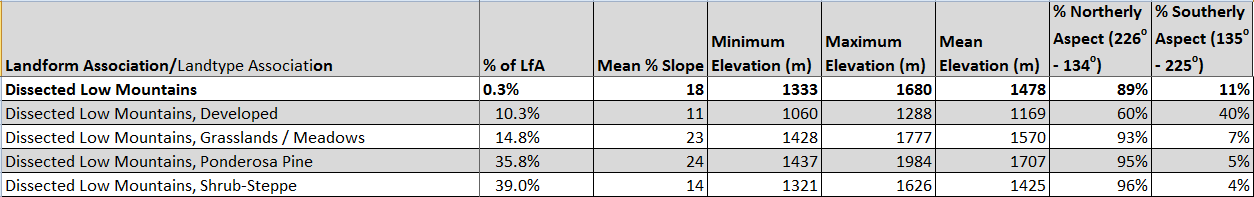 Landform Association/Landtype Association % of LfA Mean % Slope Minimum Elevation (m) Maximum Elevation (m) Mean Elevation (m) % Northerly Aspect (226° - 134°) % Southerly Aspect (135° - 225°)
Dissected Low Mountains 0.3% 18 1333 1680 1478 89% 11%
Dissected Low Mountains, Developed 10.3% 11 1060 1288 1169 60% 40%
Dissected Low Mountains, Grasslands / Meadows 14.8% 23 1428 1777 1570 93% 7%
Dissected Low Mountains, Ponderosa Pine 35.8% 24 1437 1984 1707 95% 5%
Dissected Low Mountains, Shrub-Steppe 39.0% 14 1321 1626 1425 96% 4%